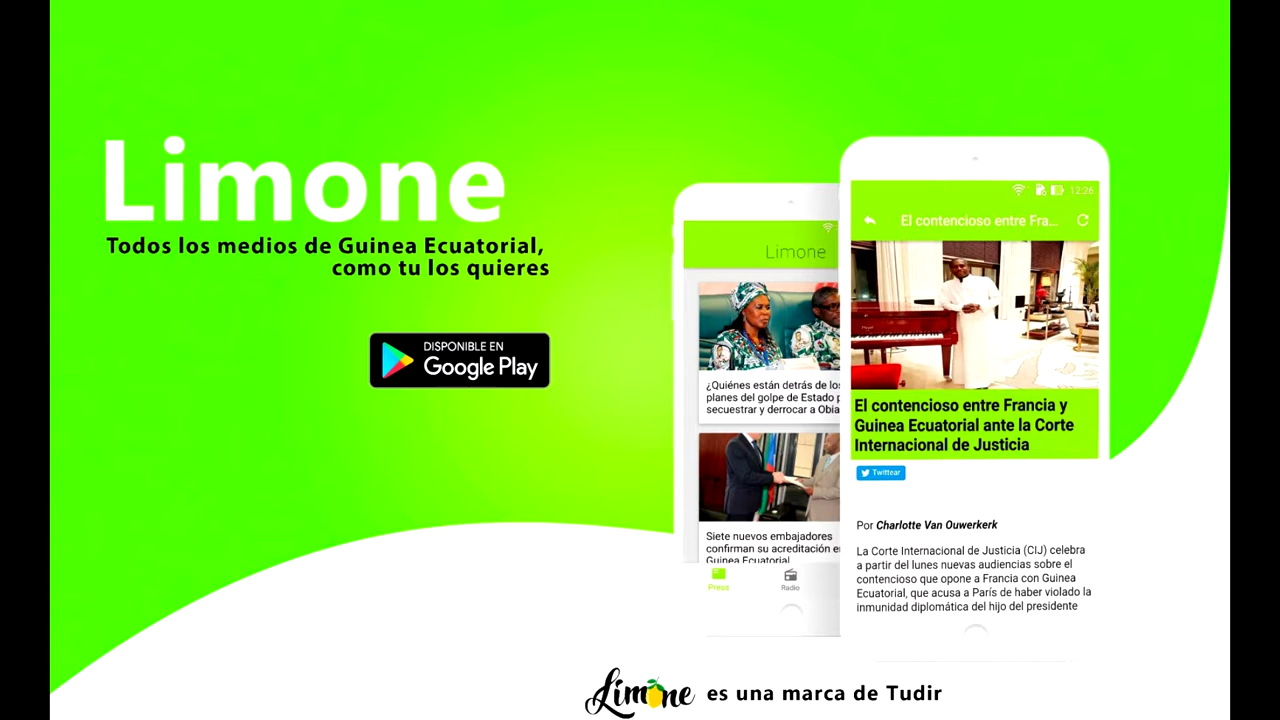 Limone
Todos los medios de Guinea Ecuatorial,
como tu los quieres
DISPONIBLE EN
Google Play
Limone
¿Quiénes están detrás de los
planes del golpe de Estado
secuestrar y derrocar a
Siete nuevos embajadores
confirman su acreditación
Guinea Ecuatorial
Press
Radio
12:26
El contencioso entre Fra...
El contencioso entre Francia y
Guinea Ecuatorial ante la Corte
Internacional de Justicia
Twittear
Por Charlotte Van Ouwerkerk
La Corte Internacional de Justicia (CIJ) celebra
a partir del lunes nuevas audiencias sobre el
contencioso que opone a Francia con Guinea
Ecuatorial, que acusa a París de haber violado la
inmunidad diplomática del hijo del presidente
Limone es una marca de Tudir